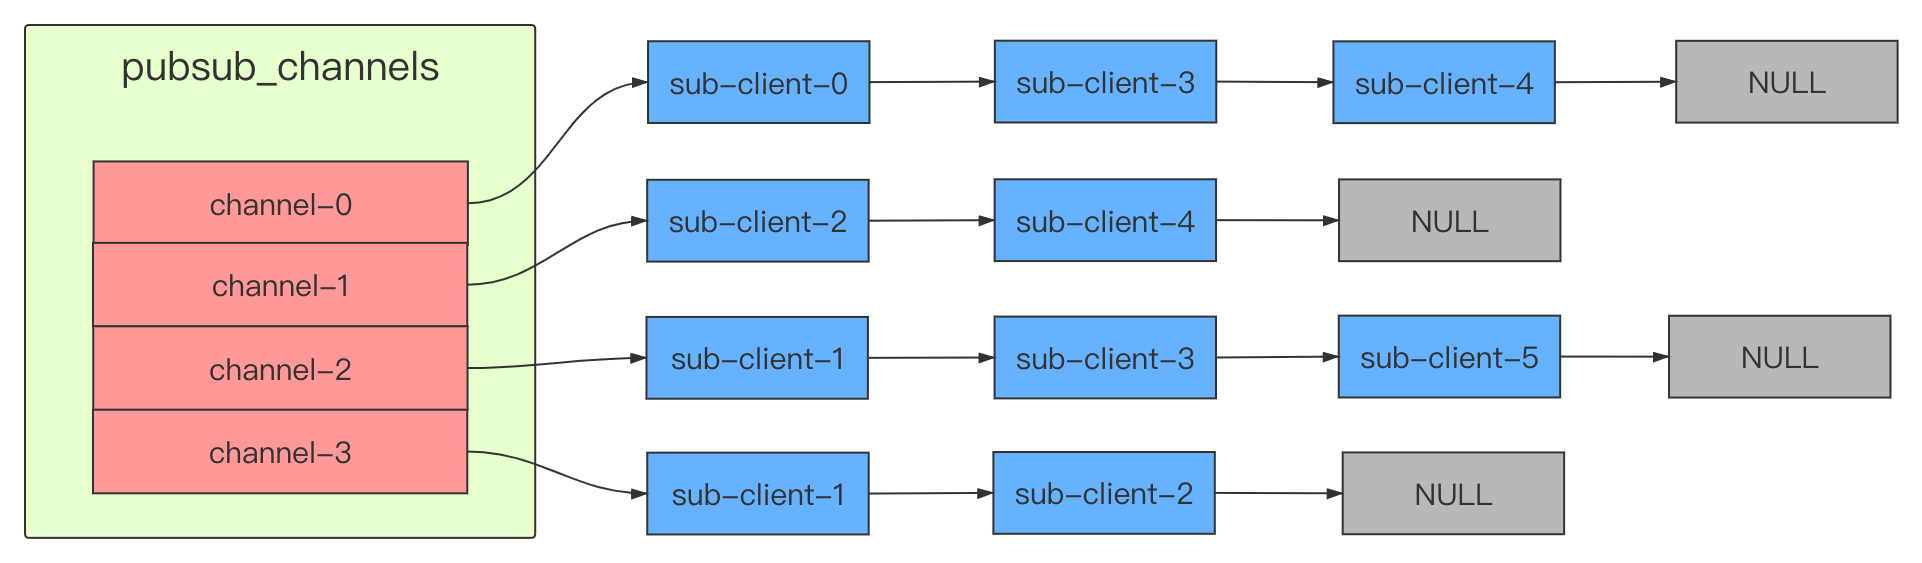 pubsub_channels
channel-0
channel-1
channel-2
channel-3
sub-client-0
sub-client-3
sub-client-4
NULL
sub-client-2
sub-client-4
NULL
sub-client-1
sub-client-3
sub-client-5
NULL
sub-client-1
sub-client-2
NULL